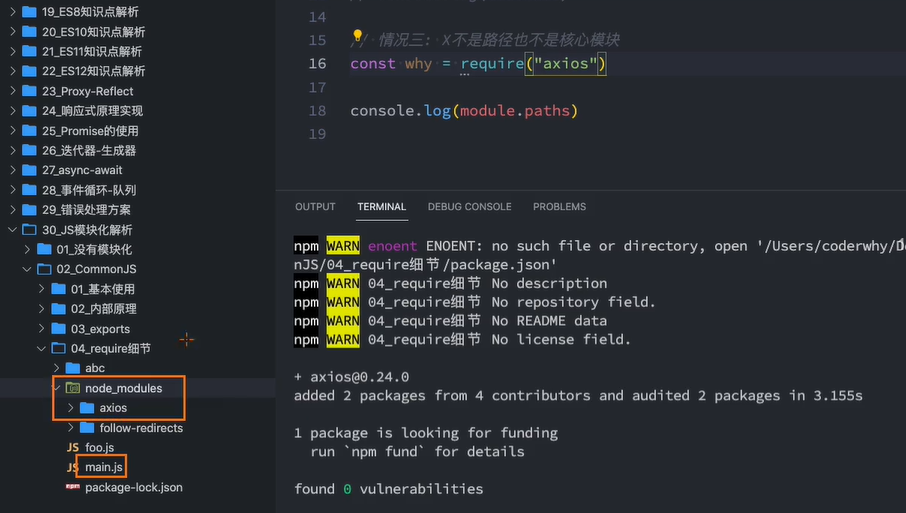 19_ES8知识点解析
20_ES10知识点解析
21_ES11知识点解析
22_ES12知识点解析
23_Proxy-Reflect
24_响应式原理实现
25_Promise的使用
26_迭代器-生成器
27_async-await
28_事件循环-队列
29_错误处理方案
30_JS模块化解析
01_没有模块化
02_CommonJS
01_基本使用
02_内部原理
03_exports
04_require细节
abc
node_modules
axios
follow-redirects
JS foo.js
JS main.js
package-lock.json
14
15 // 情况三: X不是路径也不是核心模块
16 const why = require("axios")
17
18 console.log(module.paths)
19
OUTPUT TERMINAL DEBUG CONSOLE PROBLEMS
npm WARN enoent ENOENT: no such file or directory, open '/Users/coderwhy/
nJS/04_require细节/package.json'
npm WARN 04_require细节 No description
npm WARN 04_require细节 No repository field.
npm WARN 04_require细节 No README data
npm WARN 04_require细节 No license field.
+ axios@0.24.0
added 2 packages from 4 contributors and audited 2 packages in 3.155s
1 package is looking for funding
run `npm fund` for details
found 0 vulnerabilities